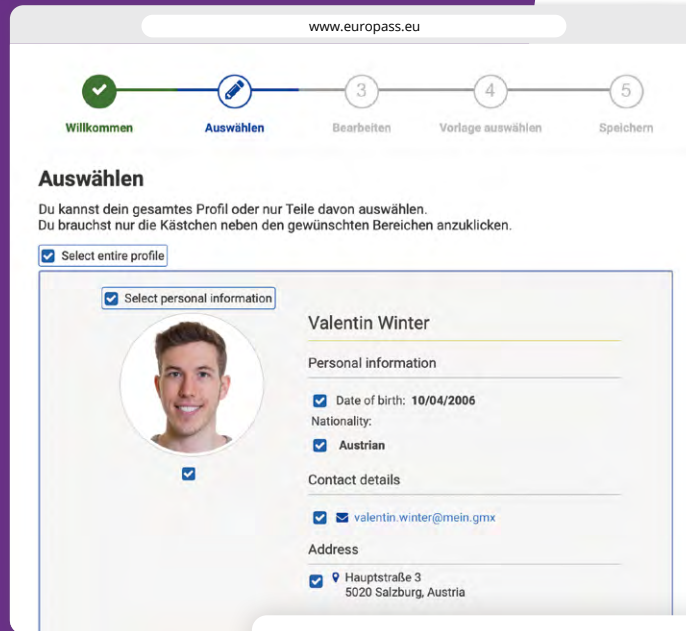 www.europass.eu
3
4
5
Willkommen
Auswählen
Bearbeiten
Vorlage auswählen
Speichern
Auswählen
Du kannst dein gesamtes Profil oder nur Teile davon auswählen.
Du brauchst nur die Kästchen neben den gewünschten Bereichen anzuklicken.
Select entire profile
Select personal information
Valentin Winter
Personal information
Date of birth: 10/04/2006
Nationality:
Austrian
Contact details
valentin.winter@mein.gmx
Address
Hauptstraße 3
5020 Salzburg, Austria